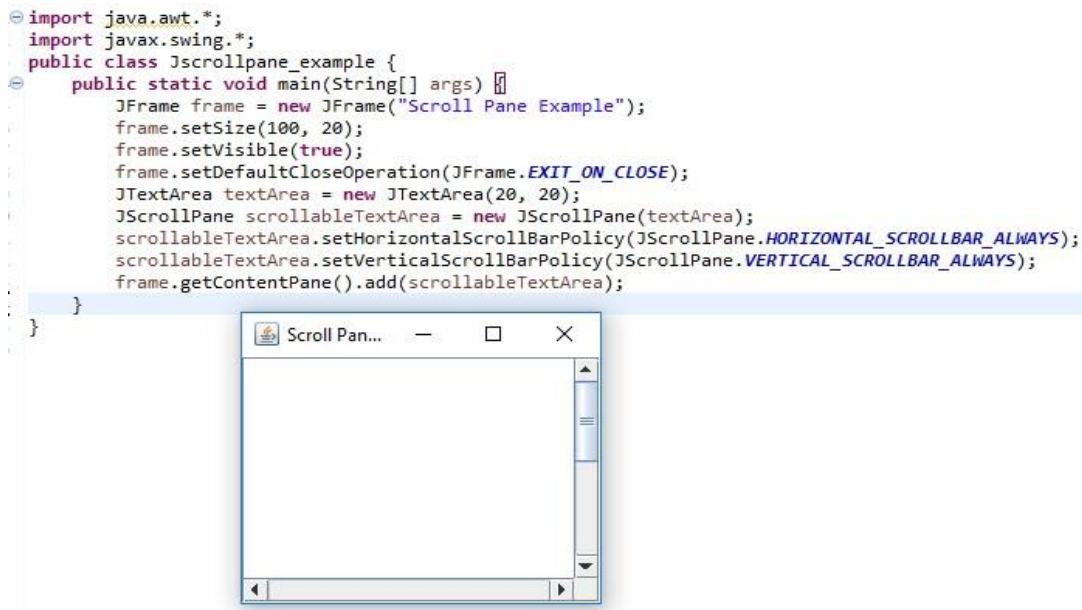 import java.awt.*;
import javax.swing.*;
public class Jscrollpane_example {
    public static void main(String[] args) {
        JFrame frame = new JFrame("Scroll Pane Example");
        frame.setSize(100, 20);
        frame.setVisible(true);
        frame.setDefaultCloseOperation(JFrame.EXIT_ON_CLOSE);
        JTextArea textArea = new JTextArea(20, 20);
        JScrollPane scrollableTextArea = new JScrollPane(textArea);
        scrollableTextArea.setHorizontalScrollBarPolicy(JScrollPane.HORIZONTAL_SCROLLBAR_ALWAYS);
        scrollableTextArea.setVerticalScrollBarPolicy(JScrollPane.VERTICAL_SCROLLBAR_ALWAYS);
        frame.getContentPane().add(scrollableTextArea);
    }
}
Scroll Pan...